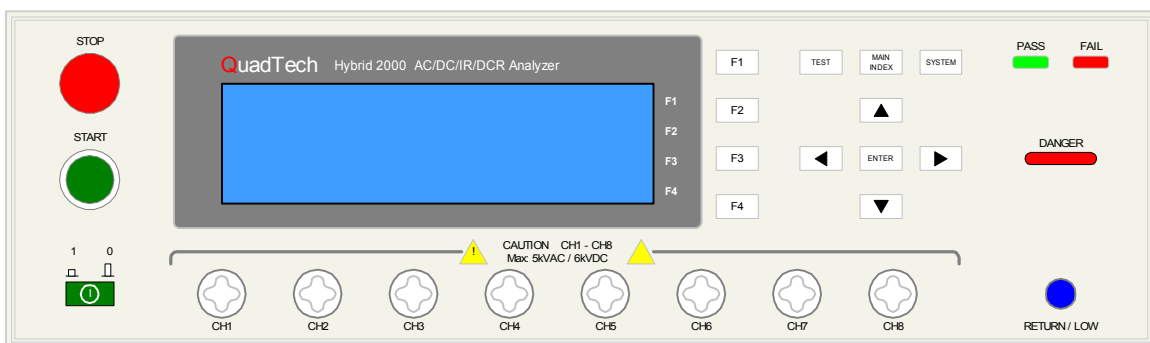 STOP
START
1 0
QuadTech Hybrid 2000 AC/DC/IR/DCR Analyzer
F1
F2
F3
F4
F1
F2
F3
F4
TEST
MAIN
INDEX
SYSTEM
ENTER
PASS
FAIL
DANGER
! CAUTION CH1 - CH8
Max: 5kVAC / 6kVDC
CH1
CH2
CH3
CH4
CH5
CH6
CH7
CH8
RETURN / LOW